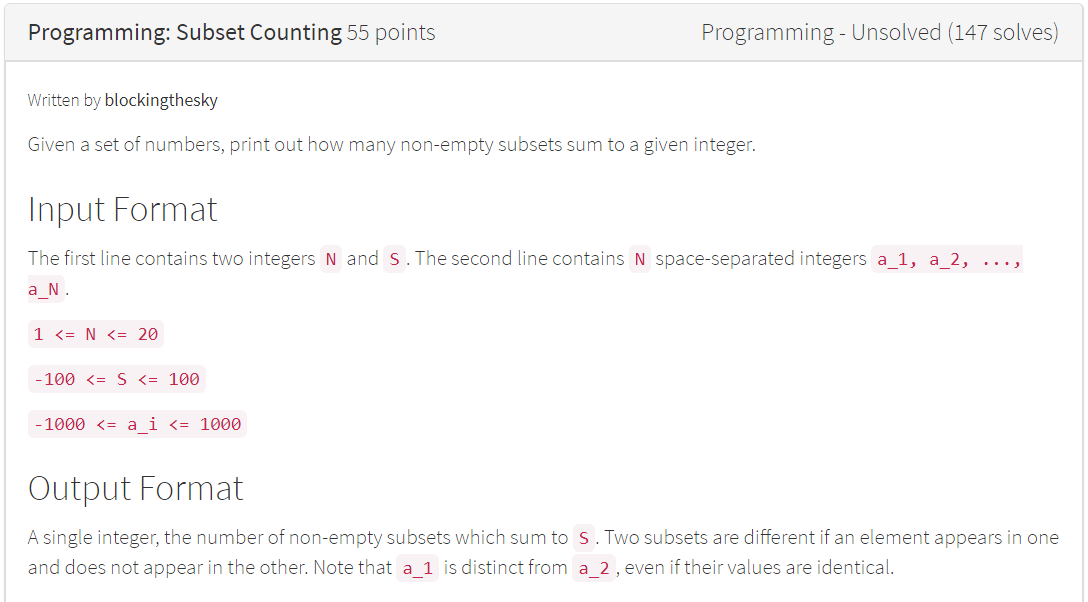 Programming: Subset Counting 55 points
Programming - Unsolved (147 solves)
Written by blockingthesky
Given a set of numbers, print out how many non-empty subsets sum to a given integer.
Input Format
The first line contains two integers N and S. The second line contains N space-separated integers a_1, a_2, ...,
a_N.
1 <= N <= 20
-100 <= S <= 100
-1000 <= a_i <= 1000
Output Format
A single integer, the number of non-empty subsets which sum to S. Two subsets are different if an element appears in one
and does not appear in the other. Note that a_1 is distinct from a_2, even if their values are identical.